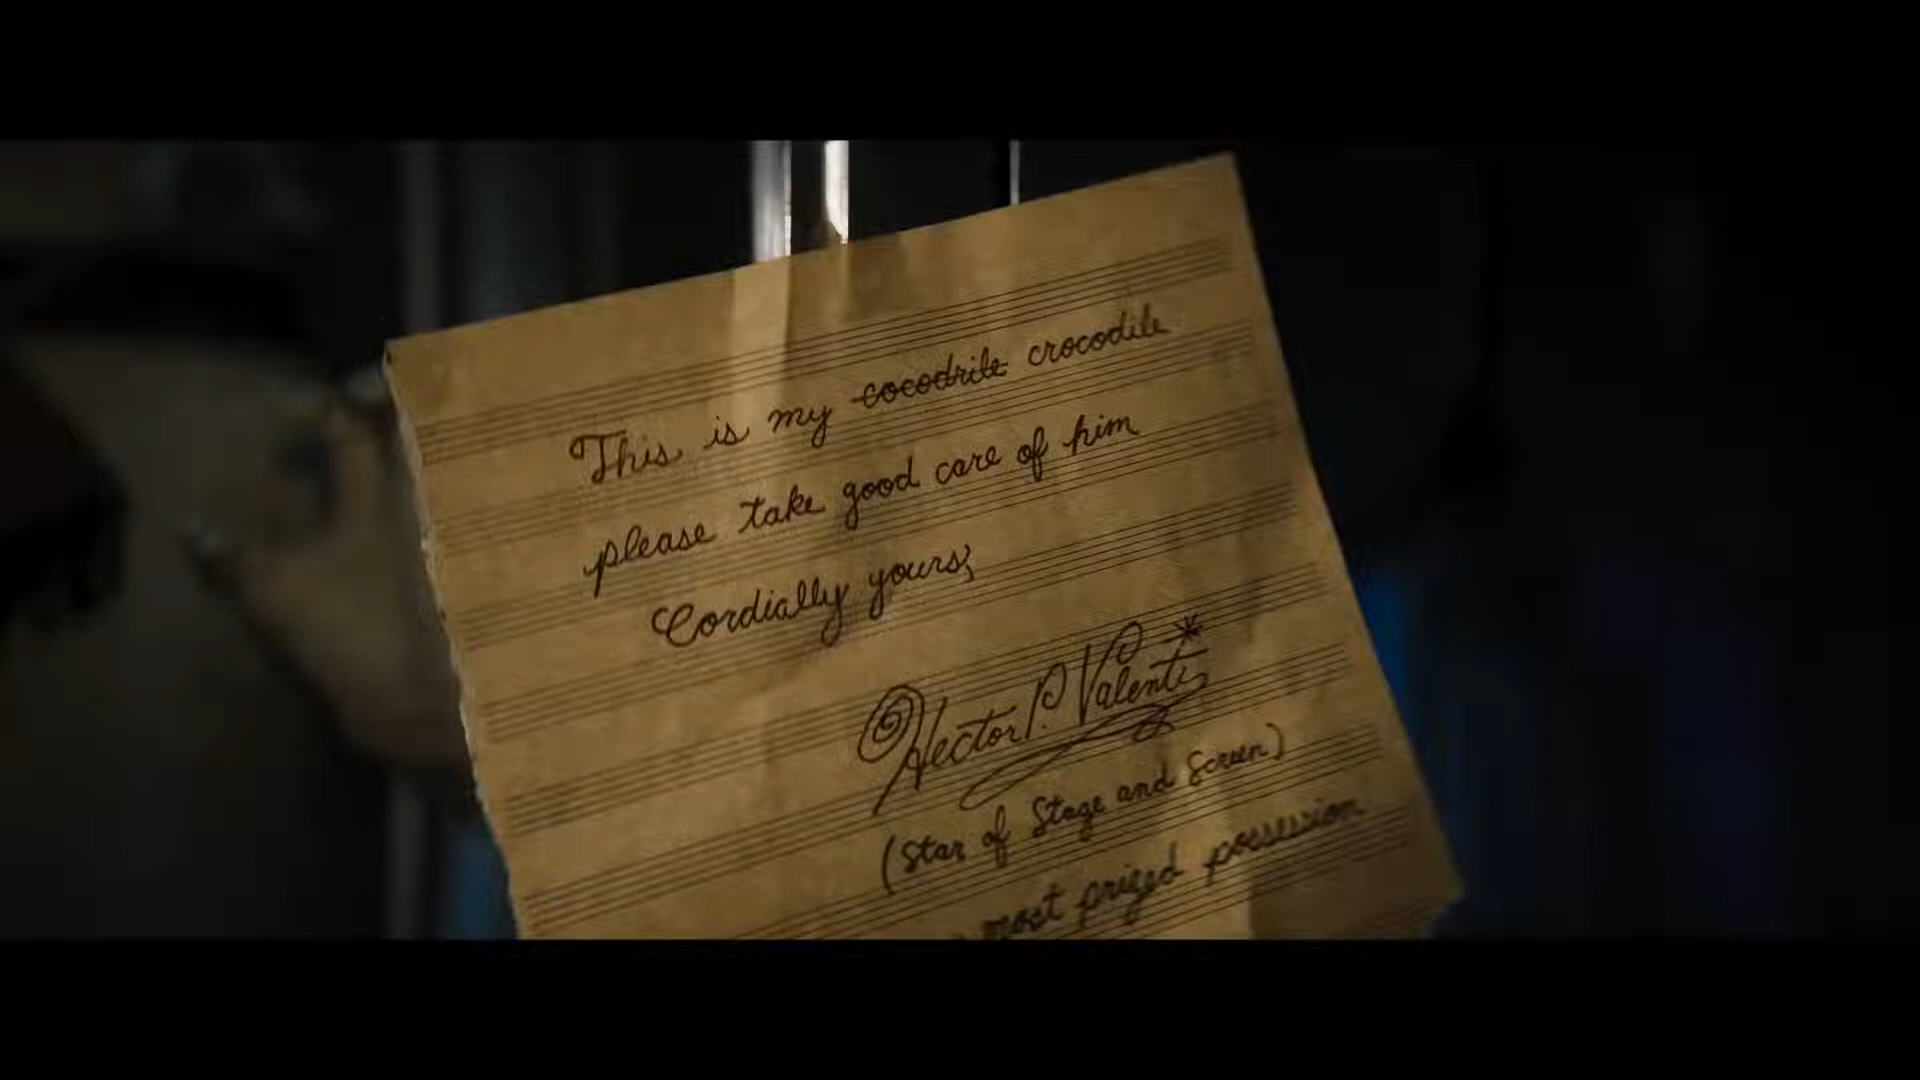 This is my cocodrile crocodile
please take good care of him
Cordially yours,
Hector P. Valenti
(Star of Stage and Screen)
most prized possession